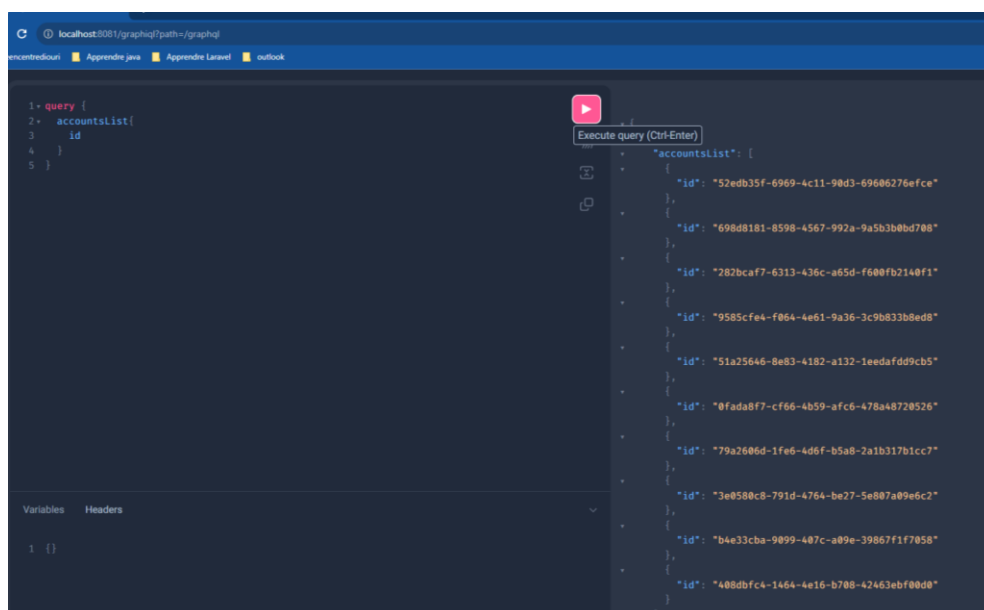 localhost:8081/graphiql?path=/graphql
encentrediouri Apprendre java Apprendre Laravel outlook
1 query {
2 accountsList{
3 id
4 }
5 }
Execute query (Ctrl-Enter)
Variables Headers
1 {}
{
"accountsList": [
{
"id": "52edb35f-6969-4c11-90d3-69606276efce"
},
{
"id": "698d8181-8598-4567-992a-9a5b3b0bd708"
},
{
"id": "282bcaf7-6313-436c-a65d-f600fb2140f1"
},
{
"id": "9585cfe4-f064-4e61-9a36-3c9b833b8ed8"
},
{
"id": "51a25646-8e83-4182-a132-1eedafdd9cb5"
},
{
"id": "0fada8f7-cf66-4b59-afc6-478a48720526"
},
{
"id": "79a2606d-1fe6-4d6f-b5a8-2a1b317b1cc7"
},
{
"id": "3e0580c8-791d-4764-be27-5e807a09e6c2"
},
{
"id": "b4e33cba-9099-407c-a09e-39867f1f7058"
},
{
"id": "408dbfc4-1464-4e16-b708-42463ebf00d0"
}